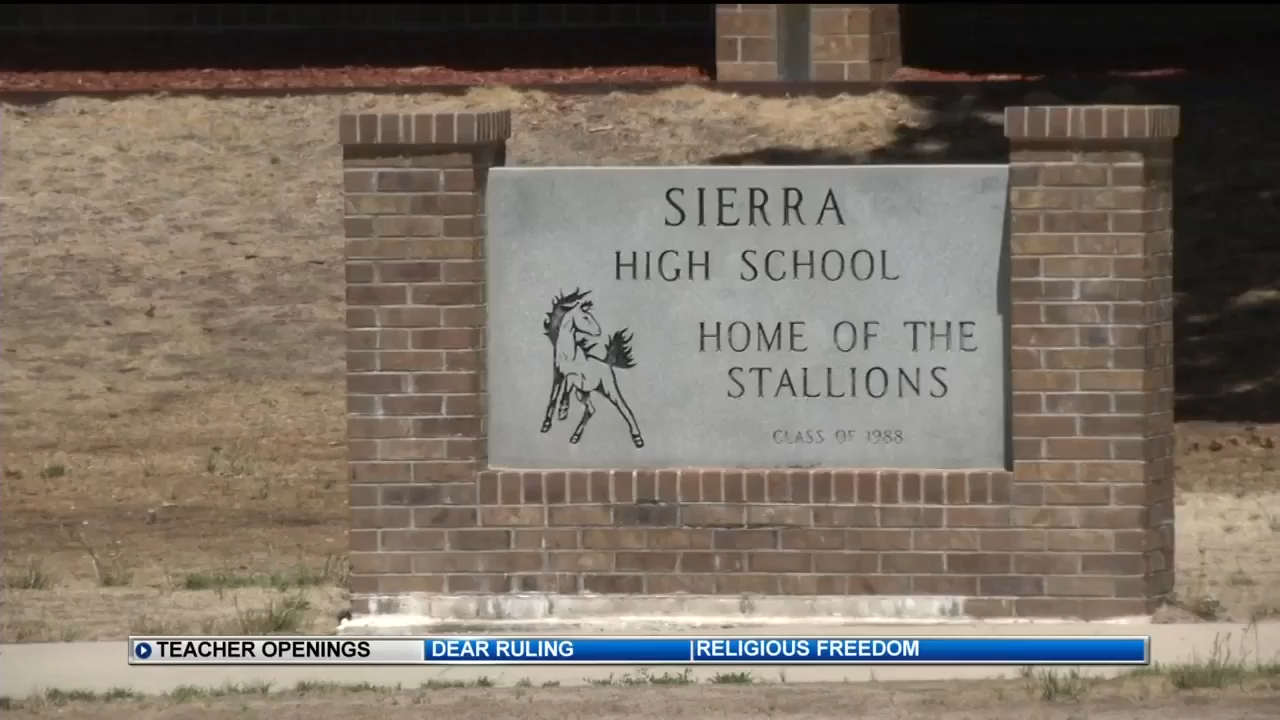 SIERRA
HIGH SCHOOL
HOME OF THE
STALLIONS
CLASS OF 1988
TEACHER OPENINGS DEAR RULING RELIGIOUS FREEDOM